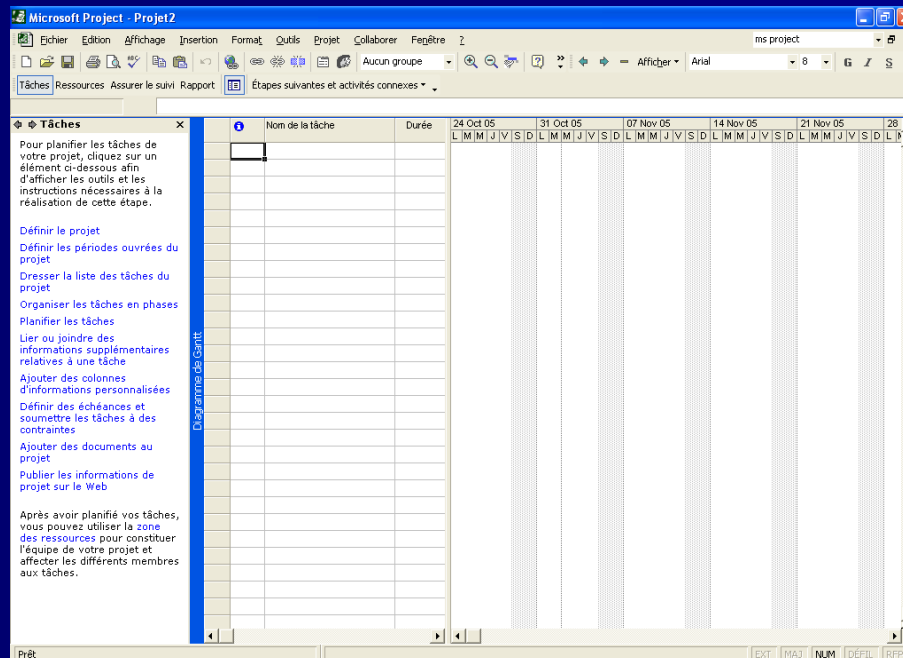 Microsoft Project - Projet2
Fichier Edition Affichage Insertion Format Outils Projet Collaborer Fenêtre ? ms project
Aucun groupe Afficher Arial 8 G I S
Tâches Ressources Assurer le suivi Rapport Étapes suivantes et activités connexes
Tâches
Pour planifier les tâches de
votre projet, cliquez sur un
élément ci-dessous afin
d'afficher les outils et les
instructions nécessaires à la
réalisation de cette étape.
Définir le projet
Définir les périodes ouvrées du
projet
Dresser la liste des tâches du
projet
Organiser les tâches en phases
Planifier les tâches
Lier ou joindre des
informations supplémentaires
relatives à une tâche
Ajouter des colonnes
d'informations personnalisées
Définir des échéances et
soumettre les tâches à des
contraintes
Ajouter des documents au
projet
Publier les informations de
projet sur le Web
Après avoir planifié vos tâches,
vous pouvez utiliser la zone
des ressources pour constituer
l'équipe de votre projet et
affecter les différents membres
aux tâches.
Diagramme de Gantt
Nom de la tâche Durée
24 Oct 05 31 Oct 05 07 Nov 05 14 Nov 05 21 Nov 05 28
L M M J V S D L M M J V S D L M M J V S D L M M J V S D L M M J V S D L
Prêt EXT MAJ NUM DÉFIL RFP